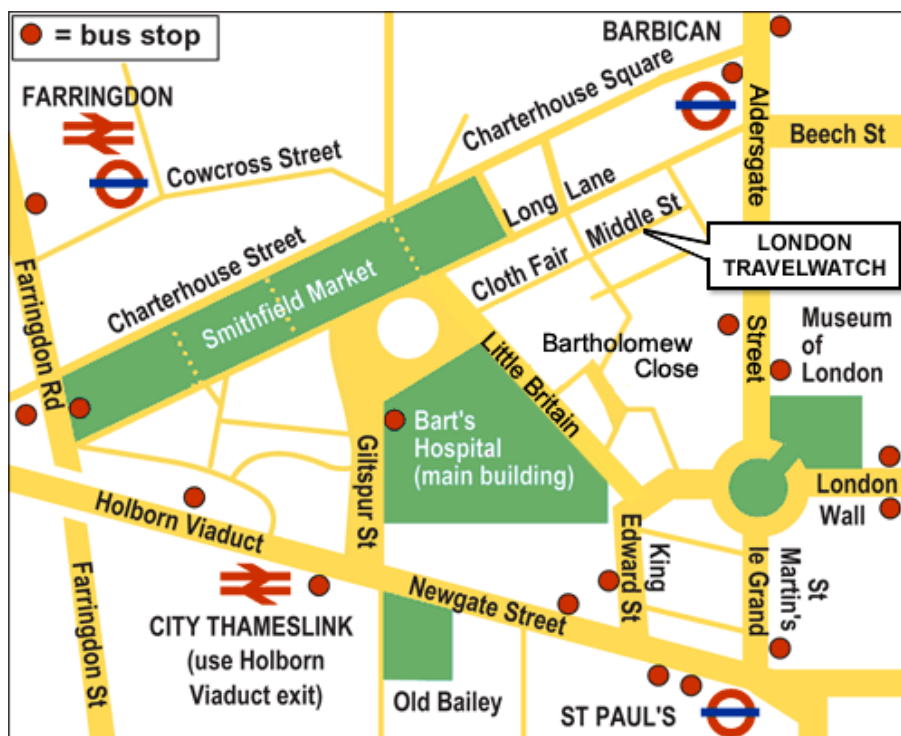 = bus stop
BARBICAN
FARRINGDON
Charterhouse Square
Aldersgate
Street
Beech St
Cowcross Street
Long Lane
Middle St
LONDON
TRAVELWATCH
Charterhouse Street
Smithfield Market
Cloth Fair
Farringdon Rd
Little Britain
Bartholomew
Close
Museum
of
London
Bart's
Hospital
(main building)
Giltspur St
London
Wall
Holborn Viaduct
King
Edward St
St
Martin's
le Grand
Farringdon St
Newgate Street
CITY THAMESLINK
(use Holborn
Viaduct exit)
Old Bailey
ST PAUL'S